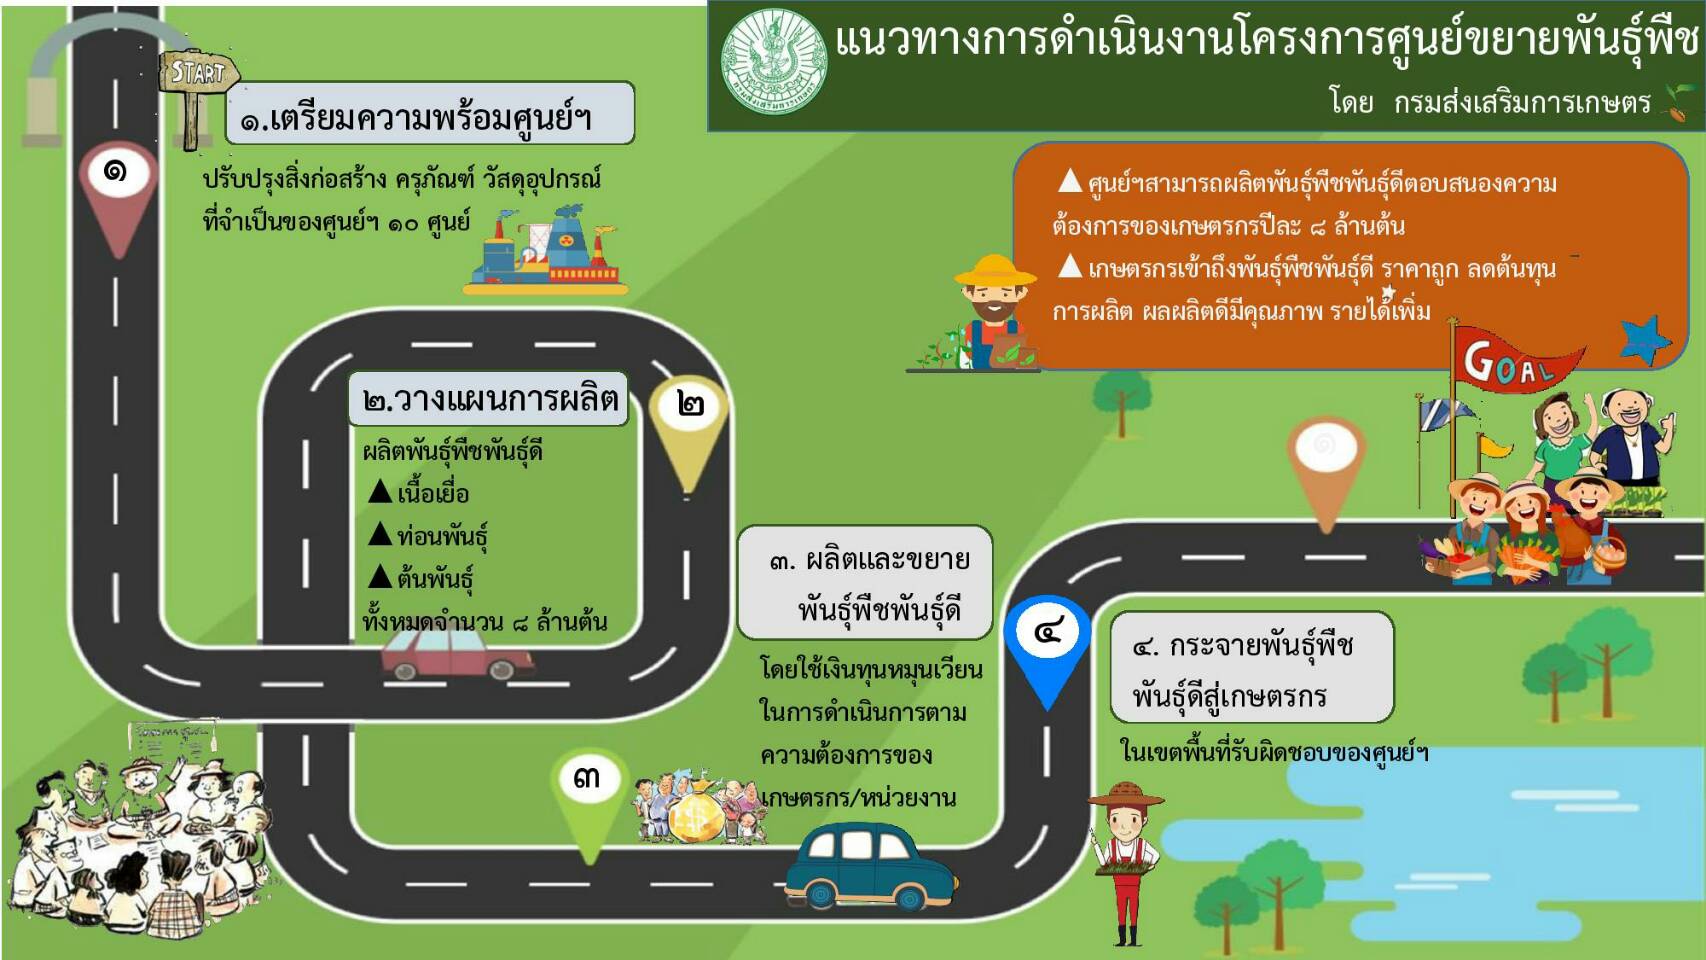 แนวทางการดำเนินงานโครงการศูนย์ขยายพันธุ์พืช
โดย กรมส่งเสริมการเกษตร
กรมส่งเสริมการเกษตร
START
๑.เตรียมความพร้อมศูนย์ฯ
๑
ปรับปรุงสิ่งก่อสร้าง ครุภัณฑ์ วัสดุอุปกรณ์
ที่จำเป็นของศูนย์ฯ ๑๐ ศูนย์
▲ศูนย์ฯสามารถผลิตพันธุ์พืชพันธุ์ดีตอบสนองความ
ต้องการของเกษตรกรปีละ ๘ ล้านต้น
▲เกษตรกรเข้าถึงพันธุ์พืชพันธุ์ดี ราคาถูก ลดต้นทุน
การผลิต ผลผลิตดีมีคุณภาพ รายได้เพิ่ม
GOAL
๒.วางแผนการผลิต
๒
ผลิตพันธุ์พืชพันธุ์ดี
▲เนื้อเยื่อ
▲ท่อนพันธุ์
▲ต้นพันธุ์
ทั้งหมดจำนวน ๘ ล้านต้น
๓. ผลิตและขยาย
พันธุ์พืชพันธุ์ดี
โดยใช้เงินทุนหมุนเวียน
ในการดำเนินการตาม
ความต้องการของ
เกษตรกร/หน่วยงาน
๓
๔
๔. กระจายพันธุ์พืช
พันธุ์ดีสู่เกษตรกร
ในเขตพื้นที่รับผิดชอบของศูนย์ฯ
๑